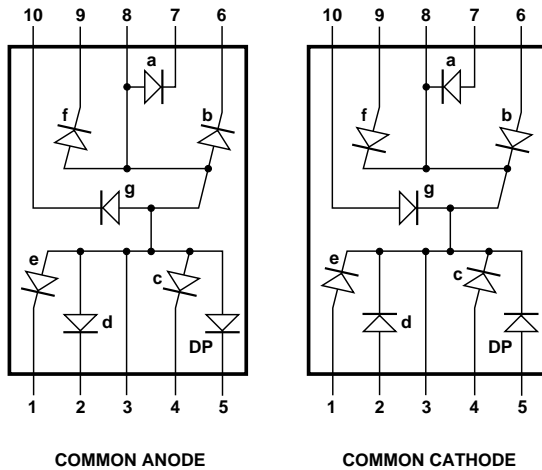 10 9 8 7 6
a
f
b
g
e
c
d
DP
1 2 3 4 5
COMMON ANODE
10 9 8 7 6
a
f
b
g
e
c
d
DP
1 2 3 4 5
COMMON CATHODE